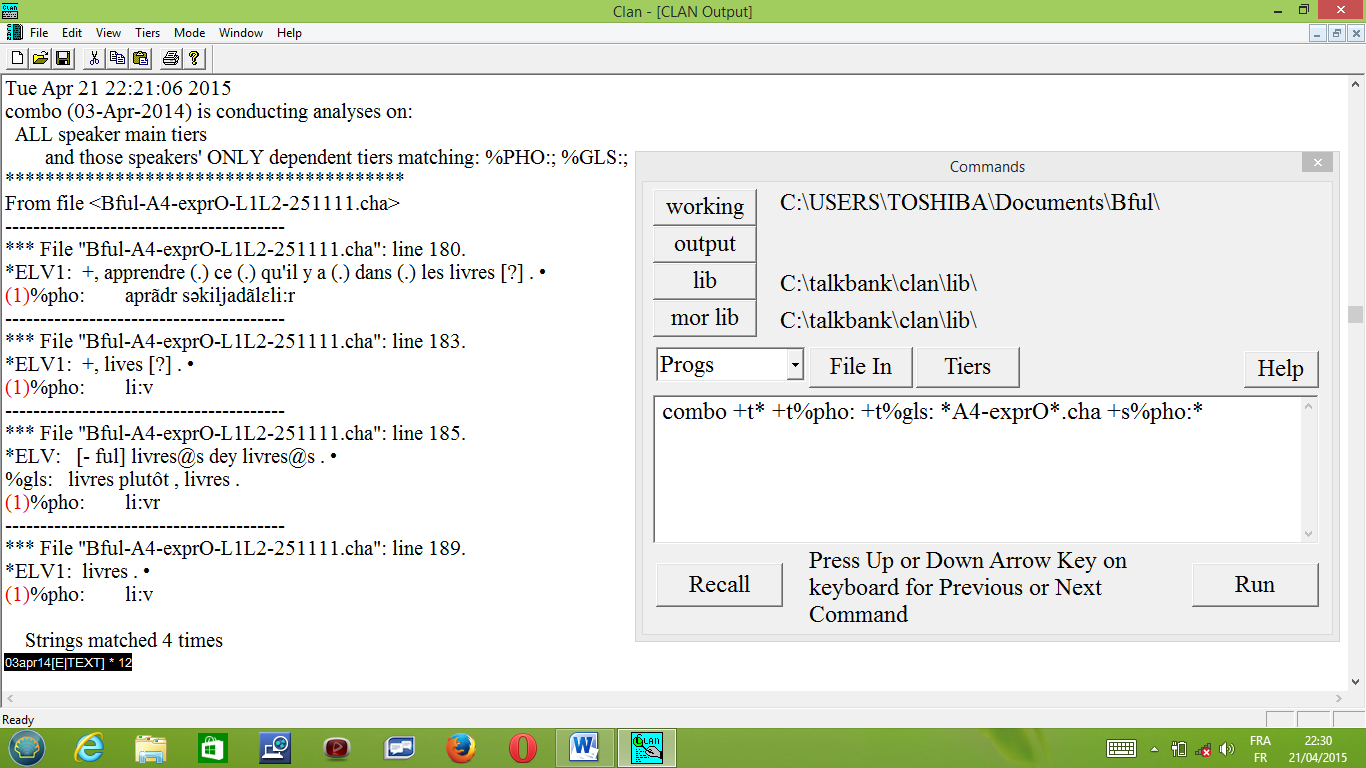 Clan - [CLAN Output]
File Edit View Tiers Mode Window Help
Tue Apr 21 22:21:06 2015
combo (03-Apr-2014) is conducting analyses on:
ALL speaker main tiers
and those speakers' ONLY dependent tiers matching: %PHO:; %GLS:;
****************************************
From file <Bful-A4-exprO-L1L2-251111.cha>
----------------------------------------
*** File "Bful-A4-exprO-L1L2-251111.cha": line 180.
*ELV1: +, apprendre (.) ce (.) qu'il y a (.) dans (.) les livres [?] . •
(1)%pho: aprãdr səkiljadãlɛli:r
----------------------------------------
*** File "Bful-A4-exprO-L1L2-251111.cha": line 183.
*ELV1: +, lives [?] . •
(1)%pho: li:v
----------------------------------------
*** File "Bful-A4-exprO-L1L2-251111.cha": line 185.
*ELV: [- ful] livres@s dey livres@s . •
%gls: livres plutôt , livres .
(1)%pho: li:vr
----------------------------------------
*** File "Bful-A4-exprO-L1L2-251111.cha": line 189.
*ELV1: livres . •
(1)%pho: li:v
Strings matched 4 times
03apr14[E|TEXT] * 12
Commands
working C:\USERS\TOSHIBA\Documents\Bful\
output
lib C:\talkbank\clan\lib\
mor lib C:\talkbank\clan\lib\
Progs File In Tiers Help
combo +t* +t%pho: +t%gls: *A4-exprO*.cha +s%pho:*
Recall
Press Up or Down Arrow Key on
keyboard for Previous or Next
Command
Run
Ready
CLAN
FRA
FR
22:30
21/04/2015